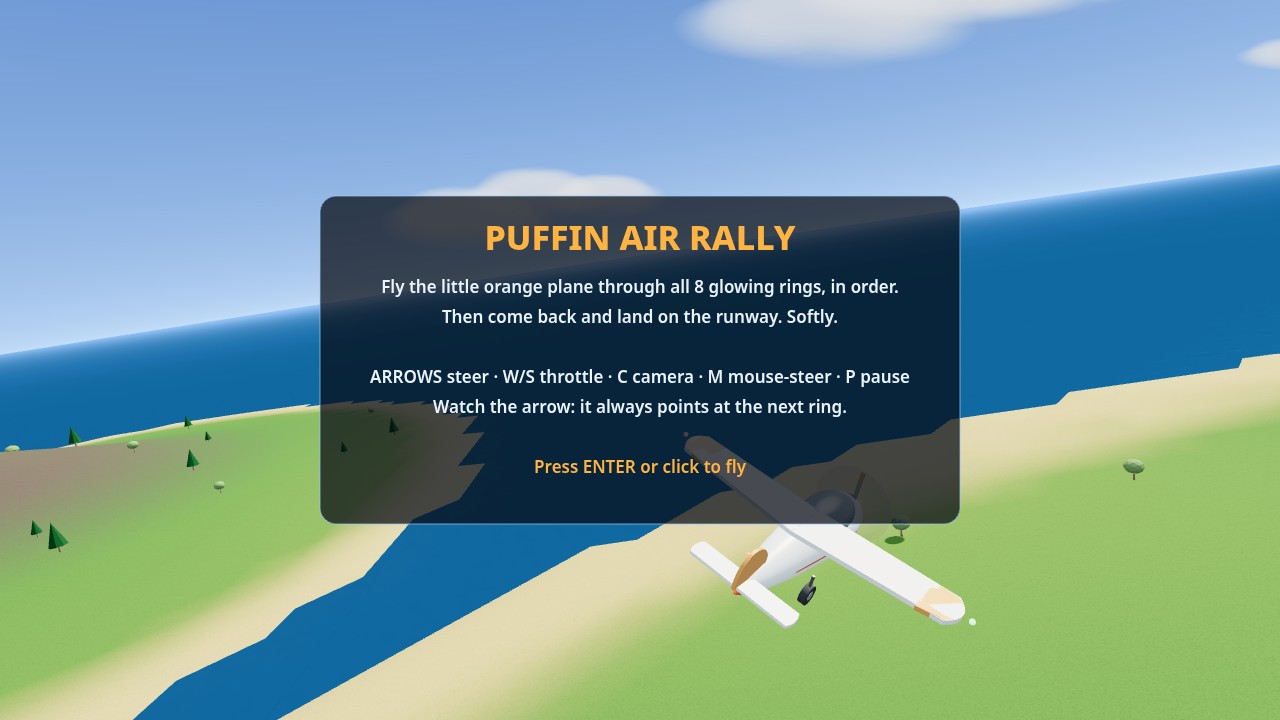 PUFFIN AIR RALLY
Fly the little orange plane through all 8 glowing rings, in order.
Then come back and land on the runway. Softly.
ARROWS steer · W/S throttle · C camera · M mouse-steer · P pause
Watch the arrow: it always points at the next ring.
Press ENTER or click to fly